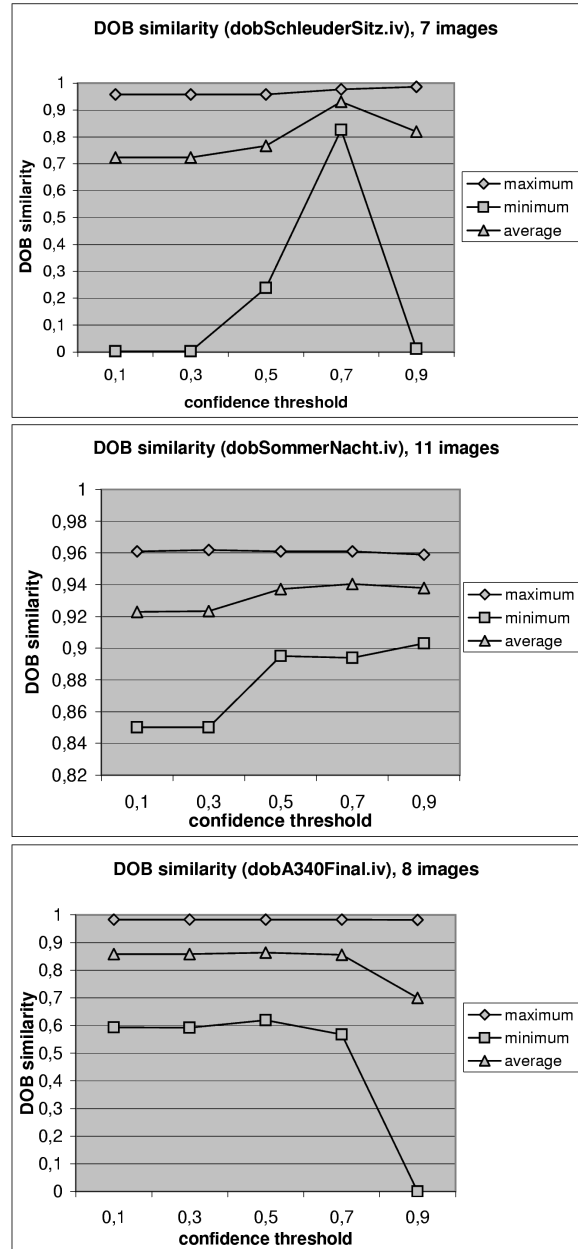 DOB similarity (dobSchleuderSitz.iv), 7 images
1
0,9
0,8
0,7
0,6
0,5
0,4
0,3
0,2
0,1
0
DOB similarity
0,1 0,3 0,5 0,7 0,9
confidence threshold
maximum
minimum
average
DOB similarity (dobSommerNacht.iv), 11 images
1
0,98
0,96
0,94
0,92
0,9
0,88
0,86
0,84
0,82
DOB similarity
0,1 0,3 0,5 0,7 0,9
confidence threshold
maximum
minimum
average
DOB similarity (dobA340Final.iv), 8 images
1
0,9
0,8
0,7
0,6
0,5
0,4
0,3
0,2
0,1
0
DOB similarity
0,1 0,3 0,5 0,7 0,9
confidence threshold
maximum
minimum
average